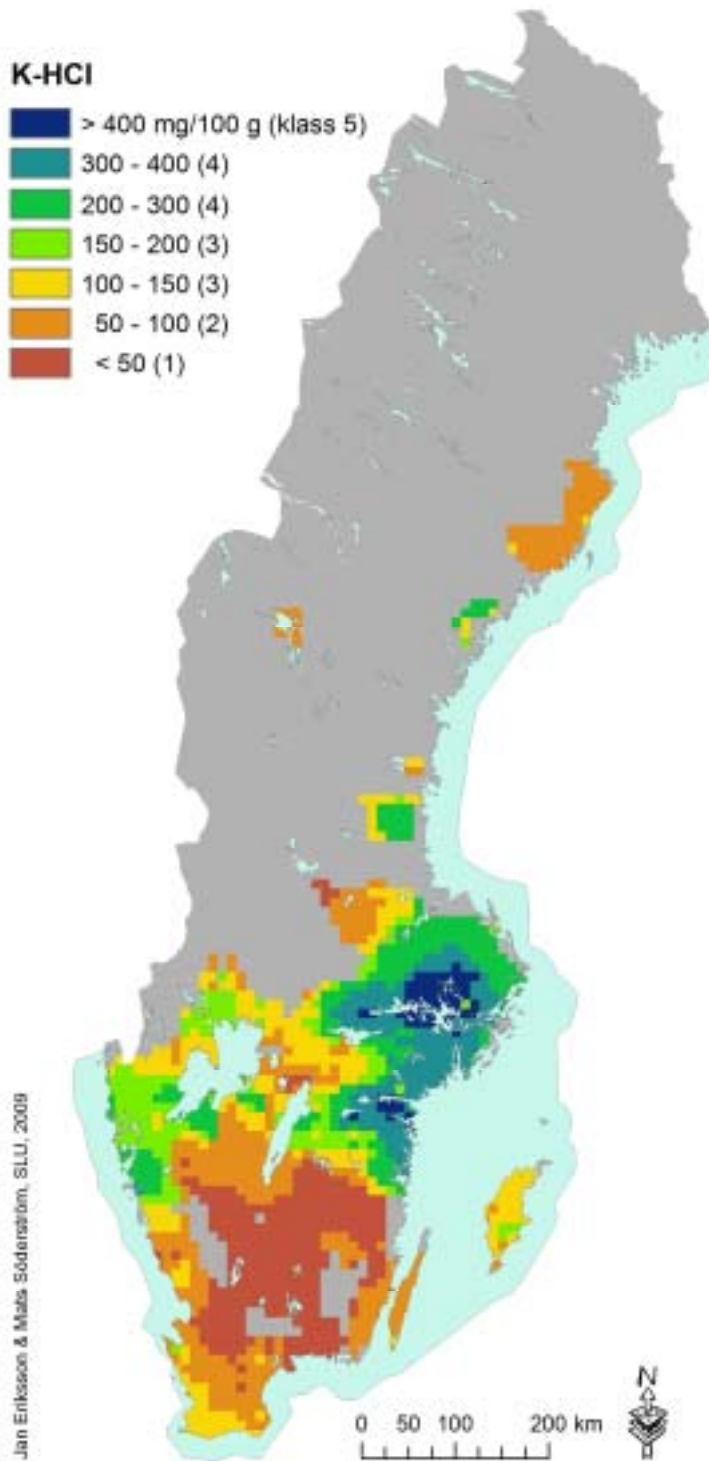 K-HCl
> 400 mg/100 g (klass 5)
300 - 400 (4)
200 - 300 (4)
150 - 200 (3)
100 - 150 (3)
50 - 100 (2)
< 50 (1)
Jan Eriksson & Mats Söderström, SLU, 2009
0 50 100 200 km
N